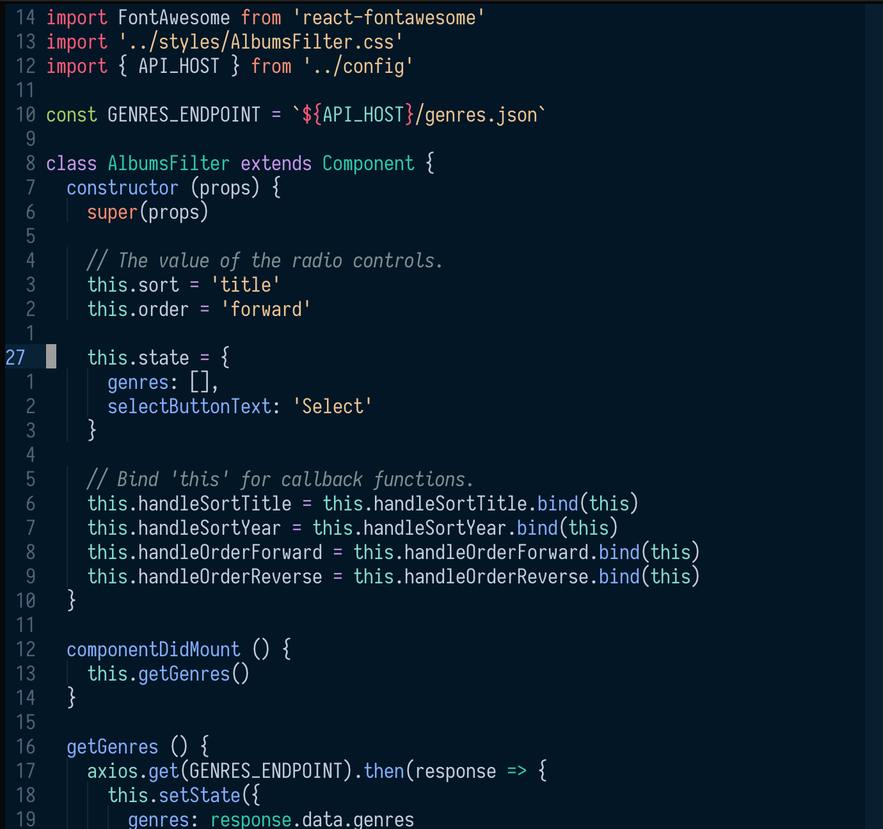 14 import FontAwesome from 'react-fontawesome'
13 import '../styles/AlbumsFilter.css'
12 import { API_HOST } from '../config'
11
10 const GENRES_ENDPOINT = `${API_HOST}/genres.json`
9
8 class AlbumsFilter extends Component {
7   constructor (props) {
6     super(props)
5
4     // The value of the radio controls.
3     this.sort = 'title'
2     this.order = 'forward'
1
27     this.state = {
1       genres: [],
2       selectButtonText: 'Select'
3     }
4
5     // Bind 'this' for callback functions.
6     this.handleSortTitle = this.handleSortTitle.bind(this)
7     this.handleSortYear = this.handleSortYear.bind(this)
8     this.handleOrderForward = this.handleOrderForward.bind(this)
9     this.handleOrderReverse = this.handleOrderReverse.bind(this)
10   }
11
12   componentDidMount () {
13     this.getGenres()
14   }
15
16   getGenres () {
17     axios.get(GENRES_ENDPOINT).then(response => {
18       this.setState({
19         genres: response.data.genres